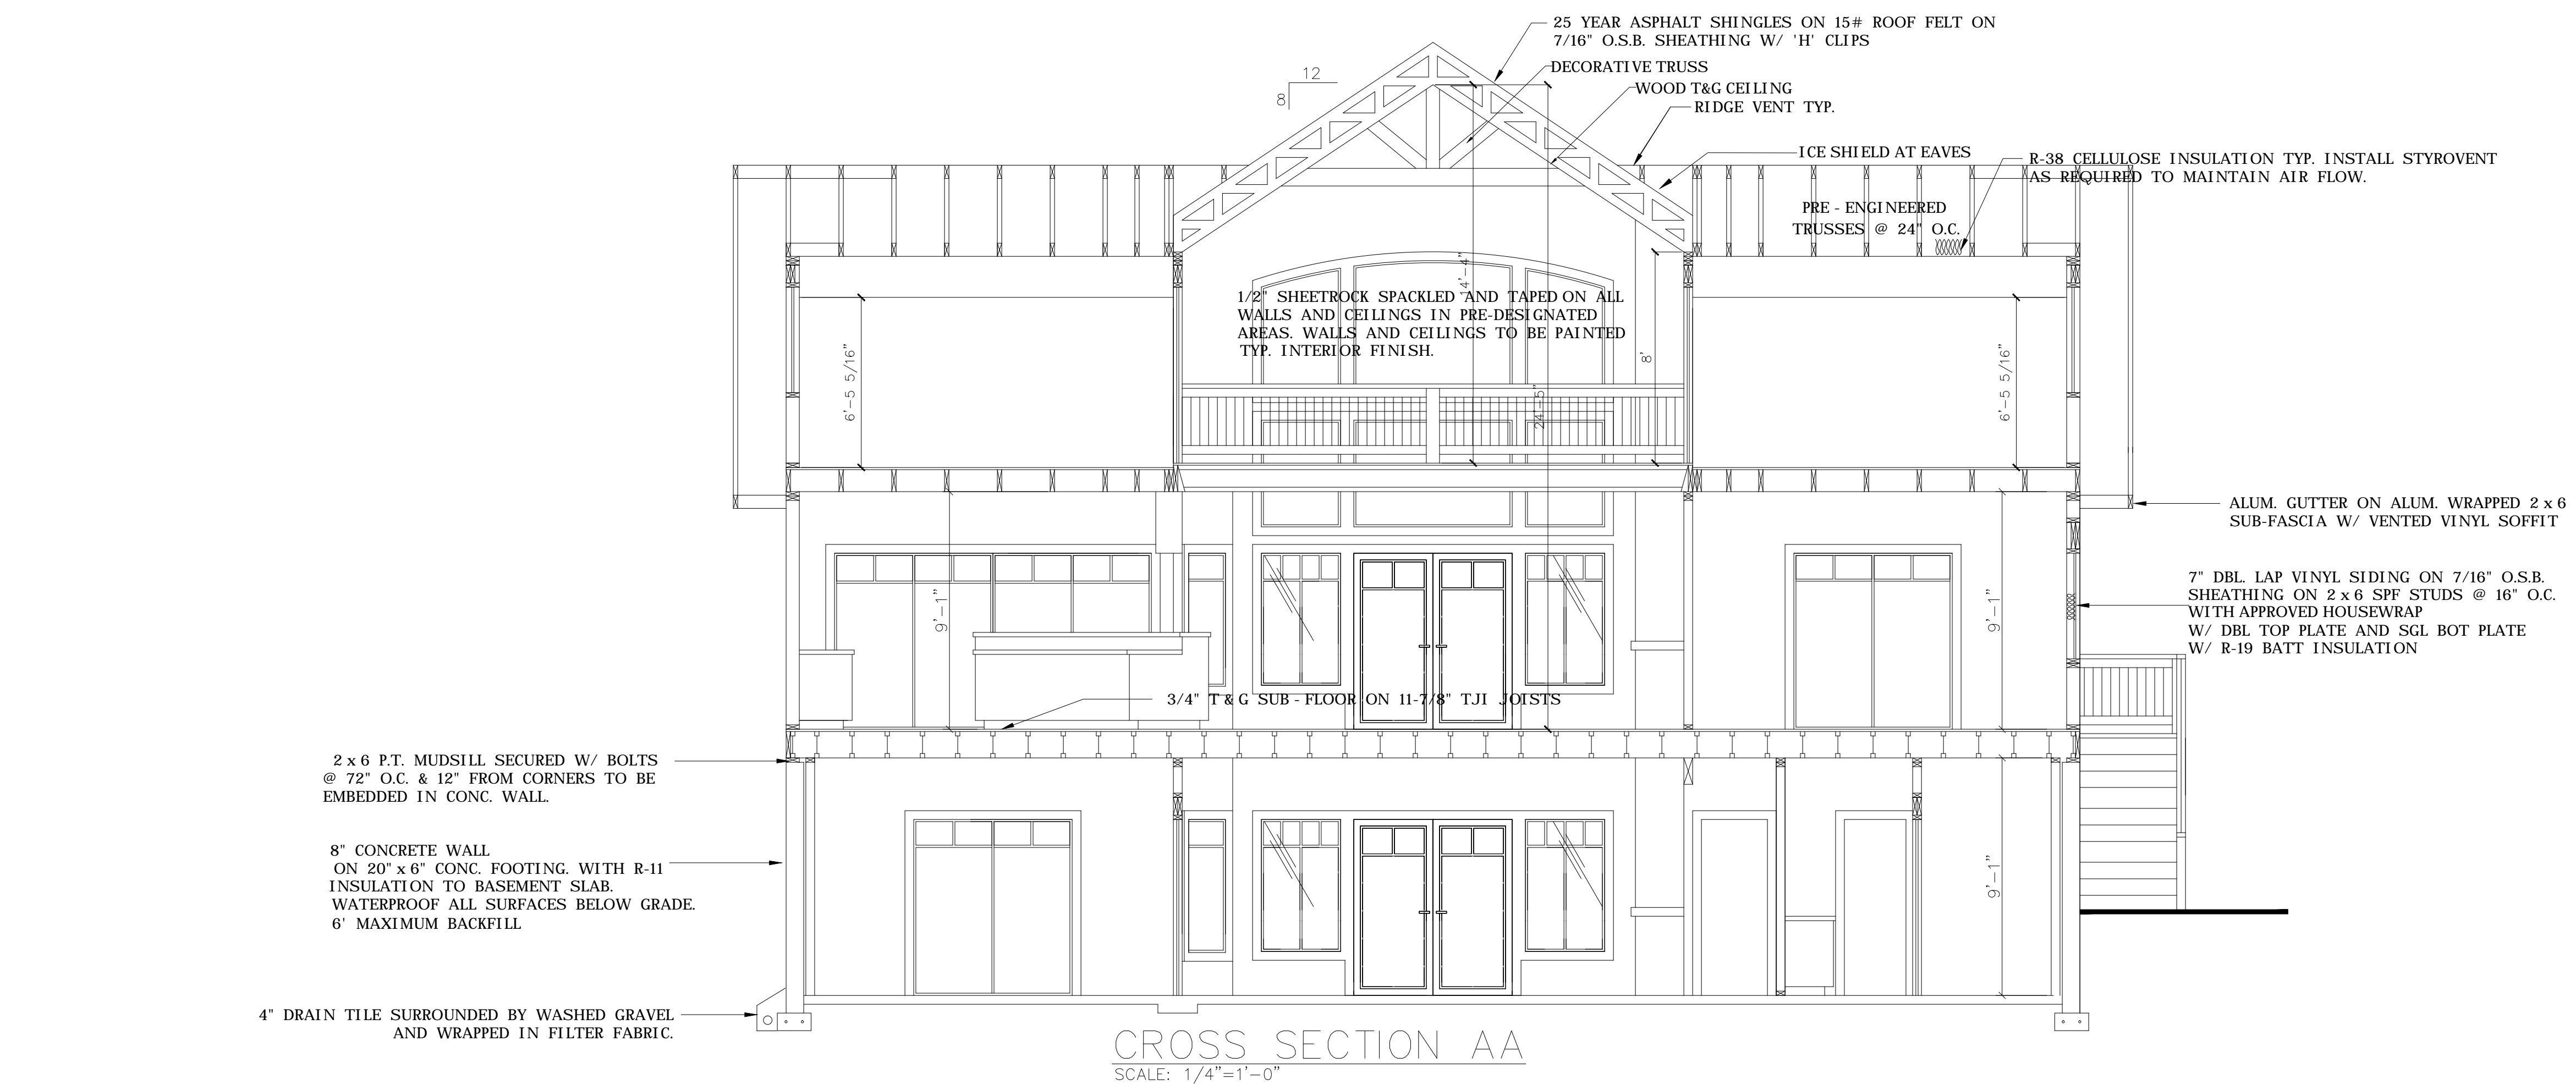 25 YEAR ASPHALT SHINGLES ON 15# ROOF FELT ON
7/16" O.S.B. SHEATHING W/ 'H' CLIPS
DECORATIVE TRUSS
WOOD T&G CEILING
RIDGE VENT TYP.
12
8
ICE SHIELD AT EAVES
R-38 CELLULOSE INSULATION TYP. INSTALL STYROVENT
AS REQUIRED TO MAINTAIN AIR FLOW.
PRE - ENGINEERED
TRUSSES @ 24" O.C.
14'-4"
1/2" SHEETROCK SPACKLED AND TAPED ON ALL
WALLS AND CEILINGS IN PRE-DESIGNATED
AREAS. WALLS AND CEILINGS TO BE PAINTED
TYP. INTERIOR FINISH.
8'
6'-5 5/16"
24'-5"
6'-5 5/16"
ALUM. GUTTER ON ALUM. WRAPPED 2 x 6
SUB-FASCIA W/ VENTED VINYL SOFFIT
7" DBL. LAP VINYL SIDING ON 7/16" O.S.B.
SHEATHING ON 2 x 6 SPF STUDS @ 16" O.C.
WITH APPROVED HOUSEWRAP
W/ DBL TOP PLATE AND SGL BOT PLATE
W/ R-19 BATT INSULATION
9'-1"
9'-1"
3/4" T & G SUB - FLOOR ON 11-7/8" TJI JOISTS
2 x 6 P.T. MUDSILL SECURED W/ BOLTS
@ 72" O.C. & 12" FROM CORNERS TO BE
EMBEDDED IN CONC. WALL.
8" CONCRETE WALL
ON 20" x 6" CONC. FOOTING. WITH R-11
INSULATION TO BASEMENT SLAB.
WATERPROOF ALL SURFACES BELOW GRADE.
6' MAXIMUM BACKFILL
9'-1"
4" DRAIN TILE SURROUNDED BY WASHED GRAVEL
AND WRAPPED IN FILTER FABRIC.
CROSS SECTION AA
SCALE: 1/4"=1'-0"